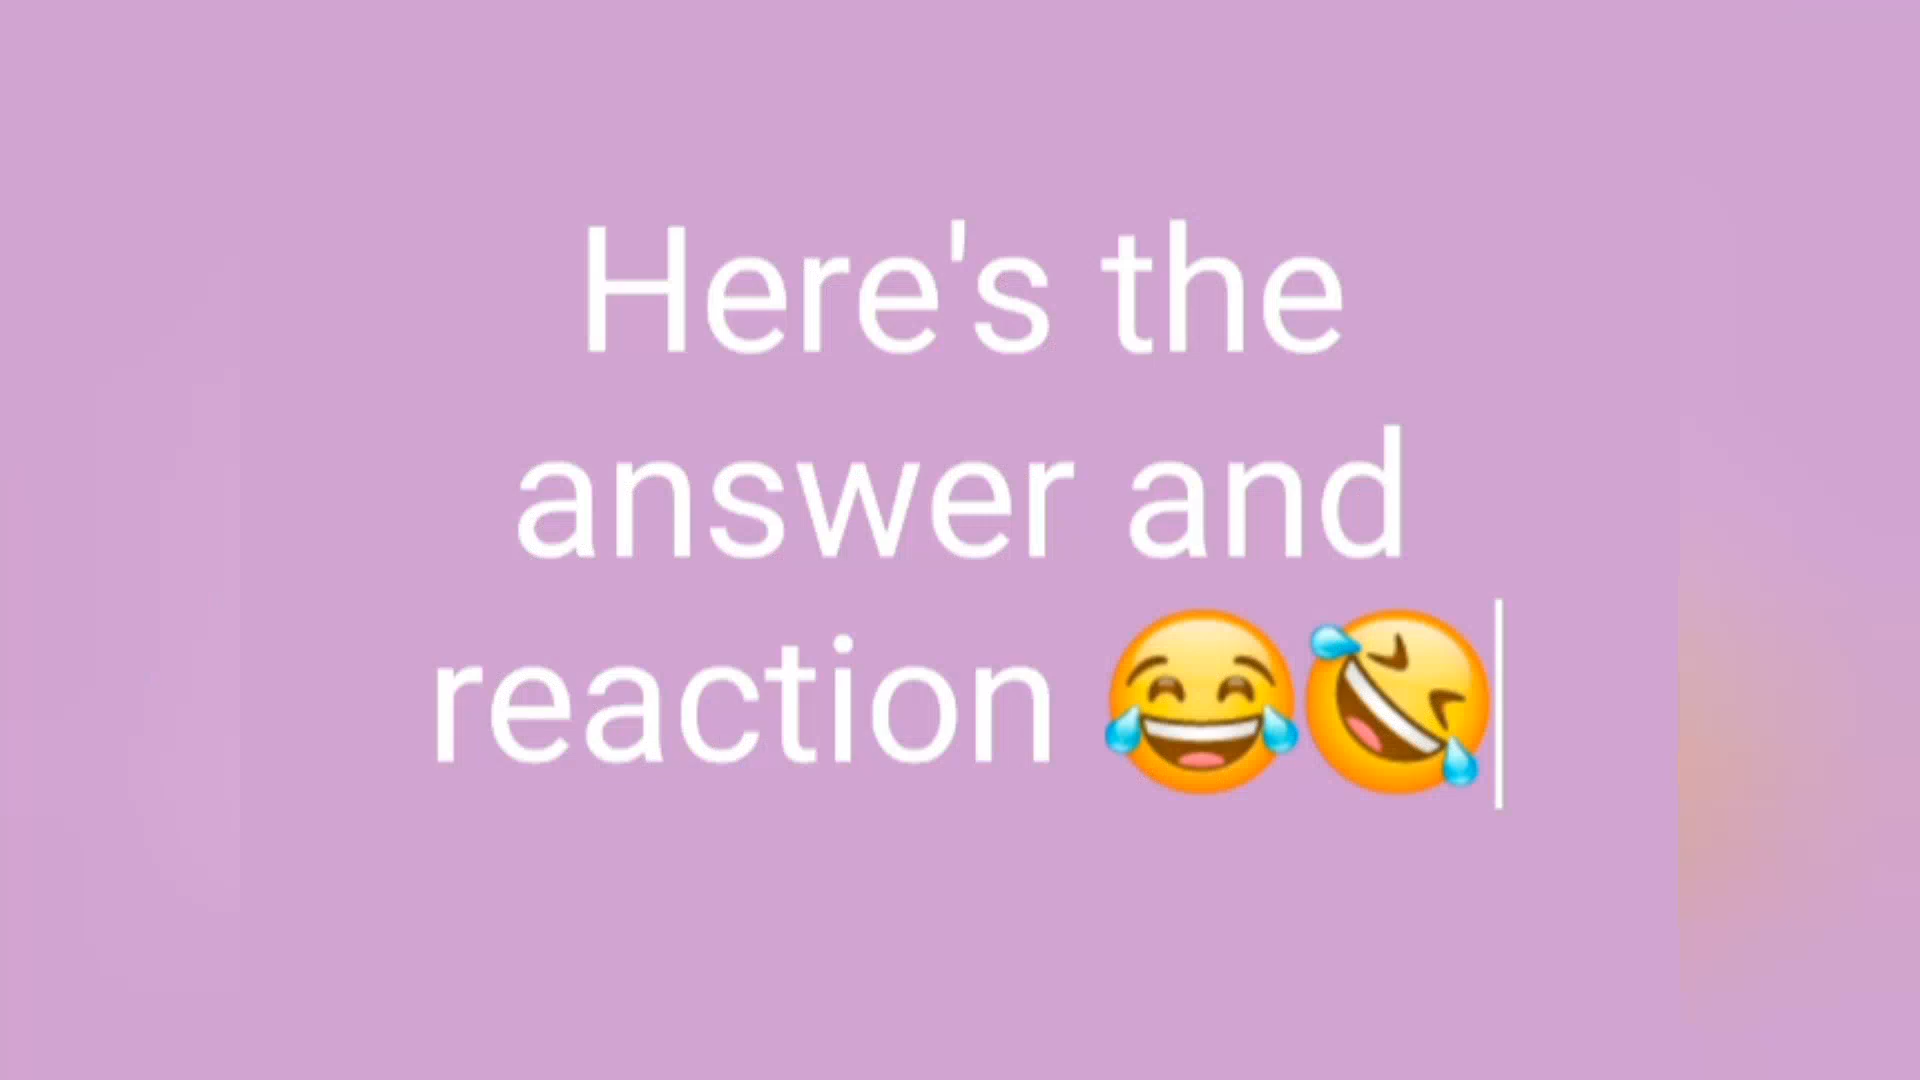 Here's the
answer and
reaction 😂🤣